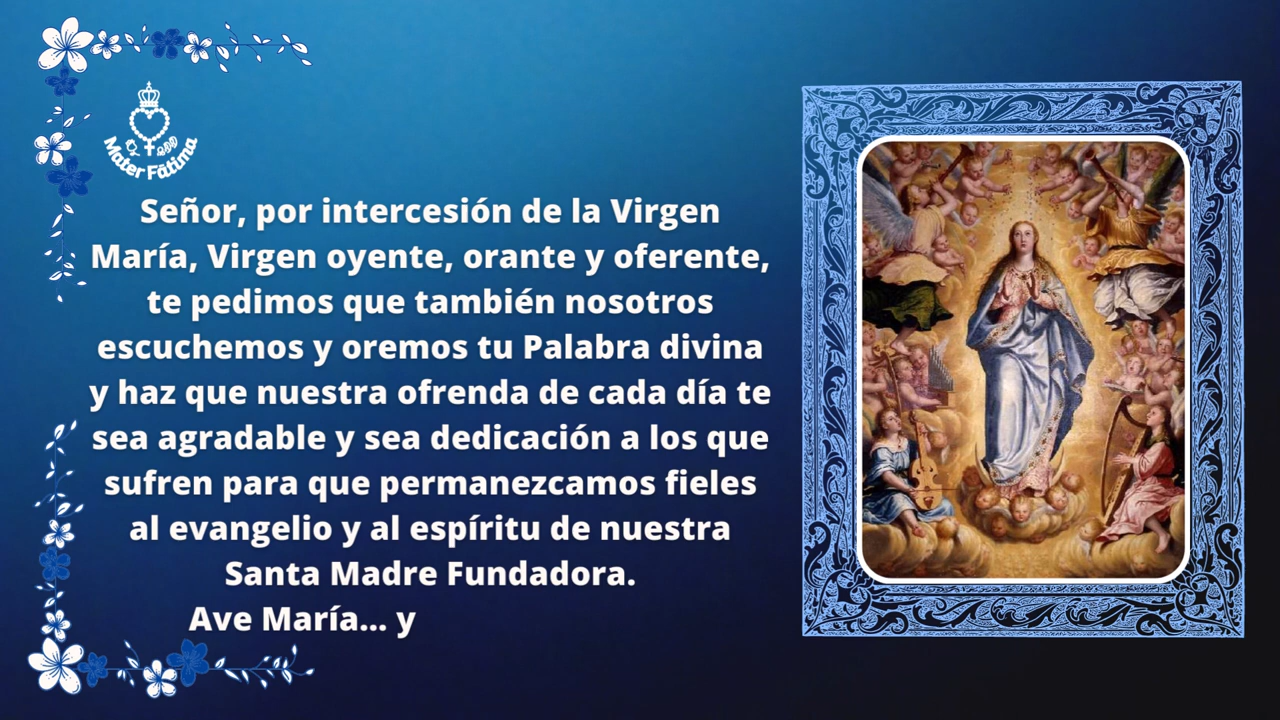 Mater Fátima
Señor, por intercesión de la Virgen
María, Virgen oyente, orante y oferente,
te pedimos que también nosotros
escuchemos y oremos tu Palabra divina
y haz que nuestra ofrenda de cada día te
sea agradable y sea dedicación a los que
sufren para que permanezcamos fieles
al evangelio y al espíritu de nuestra
Santa Madre Fundadora.
Ave María... y